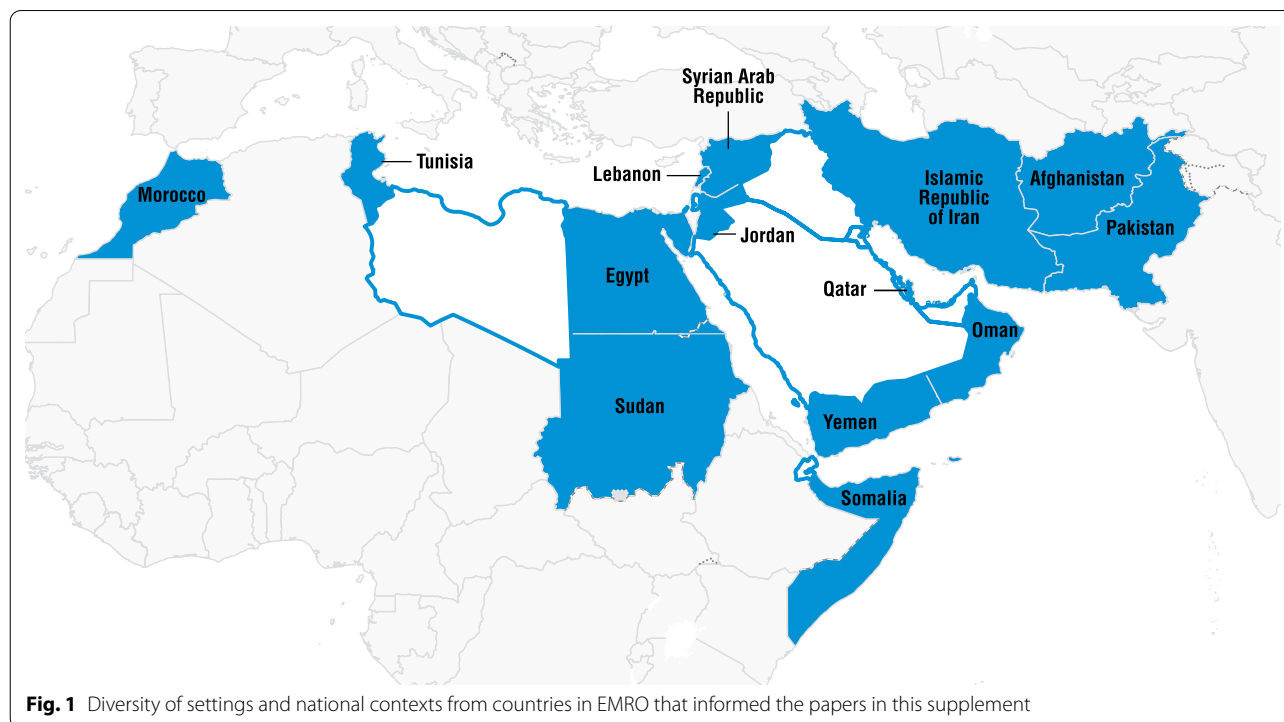 Syrian Arab
Republic
Tunisia
Lebanon
Morocco
Islamic
Republic
of Iran
Afghanistan
Pakistan
Jordan
Egypt
Qatar
Oman
Sudan
Yemen
Somalia
Fig. 1 Diversity of settings and national contexts from countries in EMRO that informed the papers in this supplement